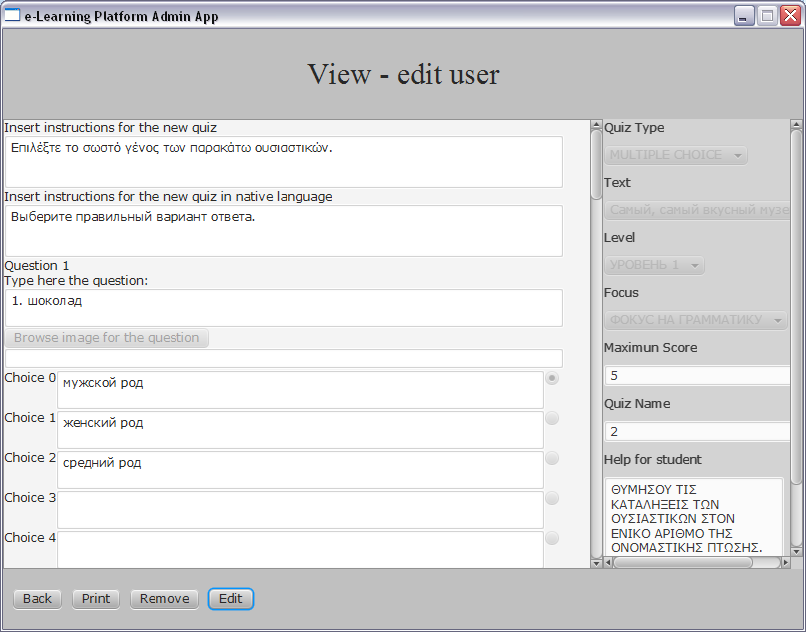 e-Learning Platform Admin App
View - edit user
Insert instructions for the new quiz
Επιλέξτε το σωστό γένος των παρακάτω ουσιαστικών.
Insert instructions for the new quiz in native language
Выберите правильный вариант ответа.
Question 1
Type here the question:
1. шоколад
Browse image for the question
Choice 0
мужской род
Choice 1
женский род
Choice 2
средний род
Choice 3
Choice 4
Quiz Type
MULTIPLE CHOICE
Text
Самый, самый вкусный музе
Level
УРОВЕНЬ 1
Focus
ФОКУС НА ГРАММАТИКУ
Maximun Score
5
Quiz Name
2
Help for student
ΘΥΜΗΣΟΥ ΤΙΣ
ΚΑΤΑΛΗΞΕΙΣ ΤΩΝ
ΟΥΣΙΑΣΤΙΚΩΝ ΣΤΟΝ
ΕΝΙΚΟ ΑΡΙΘΜΟ ΤΗΣ
ΟΝΟΜΑΣΤΙΚΗΣ ΠΤΩΣΗΣ.
Back
Print
Remove
Edit